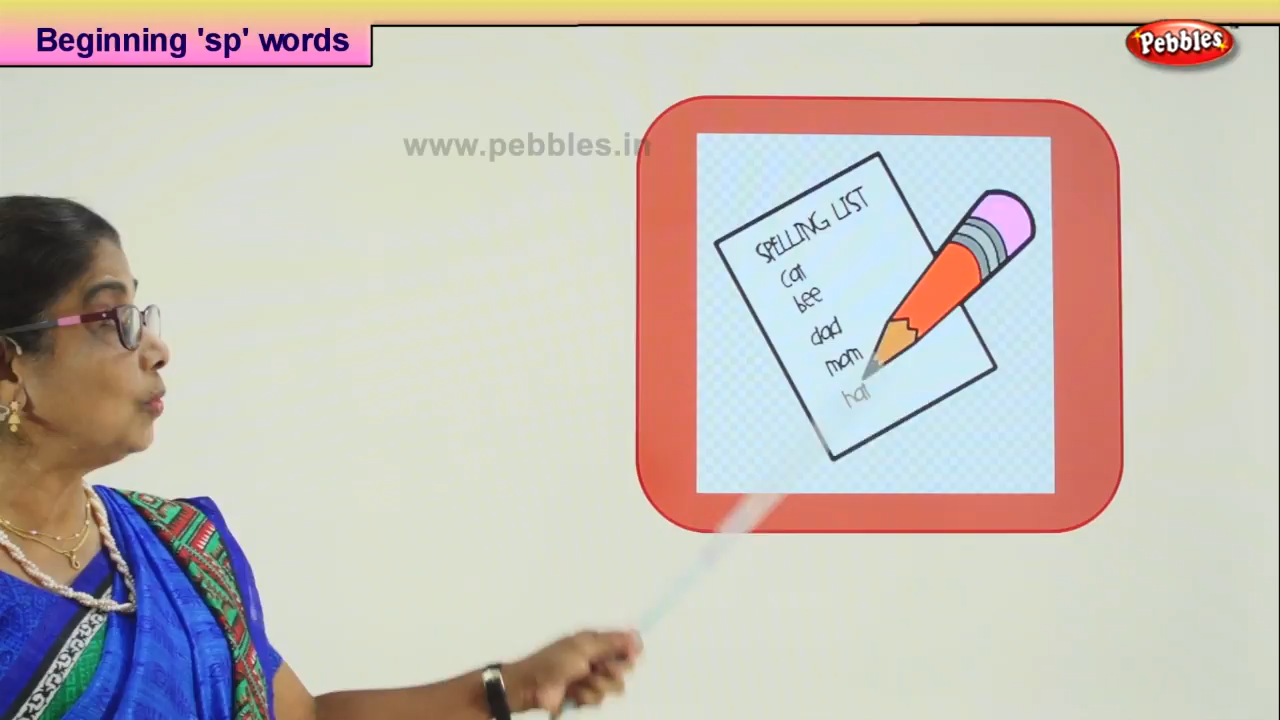 Beginning 'sp' words
Pebbles
www.pebbles.in
SPELLING LIST
cat
bee
dad
mom
hat